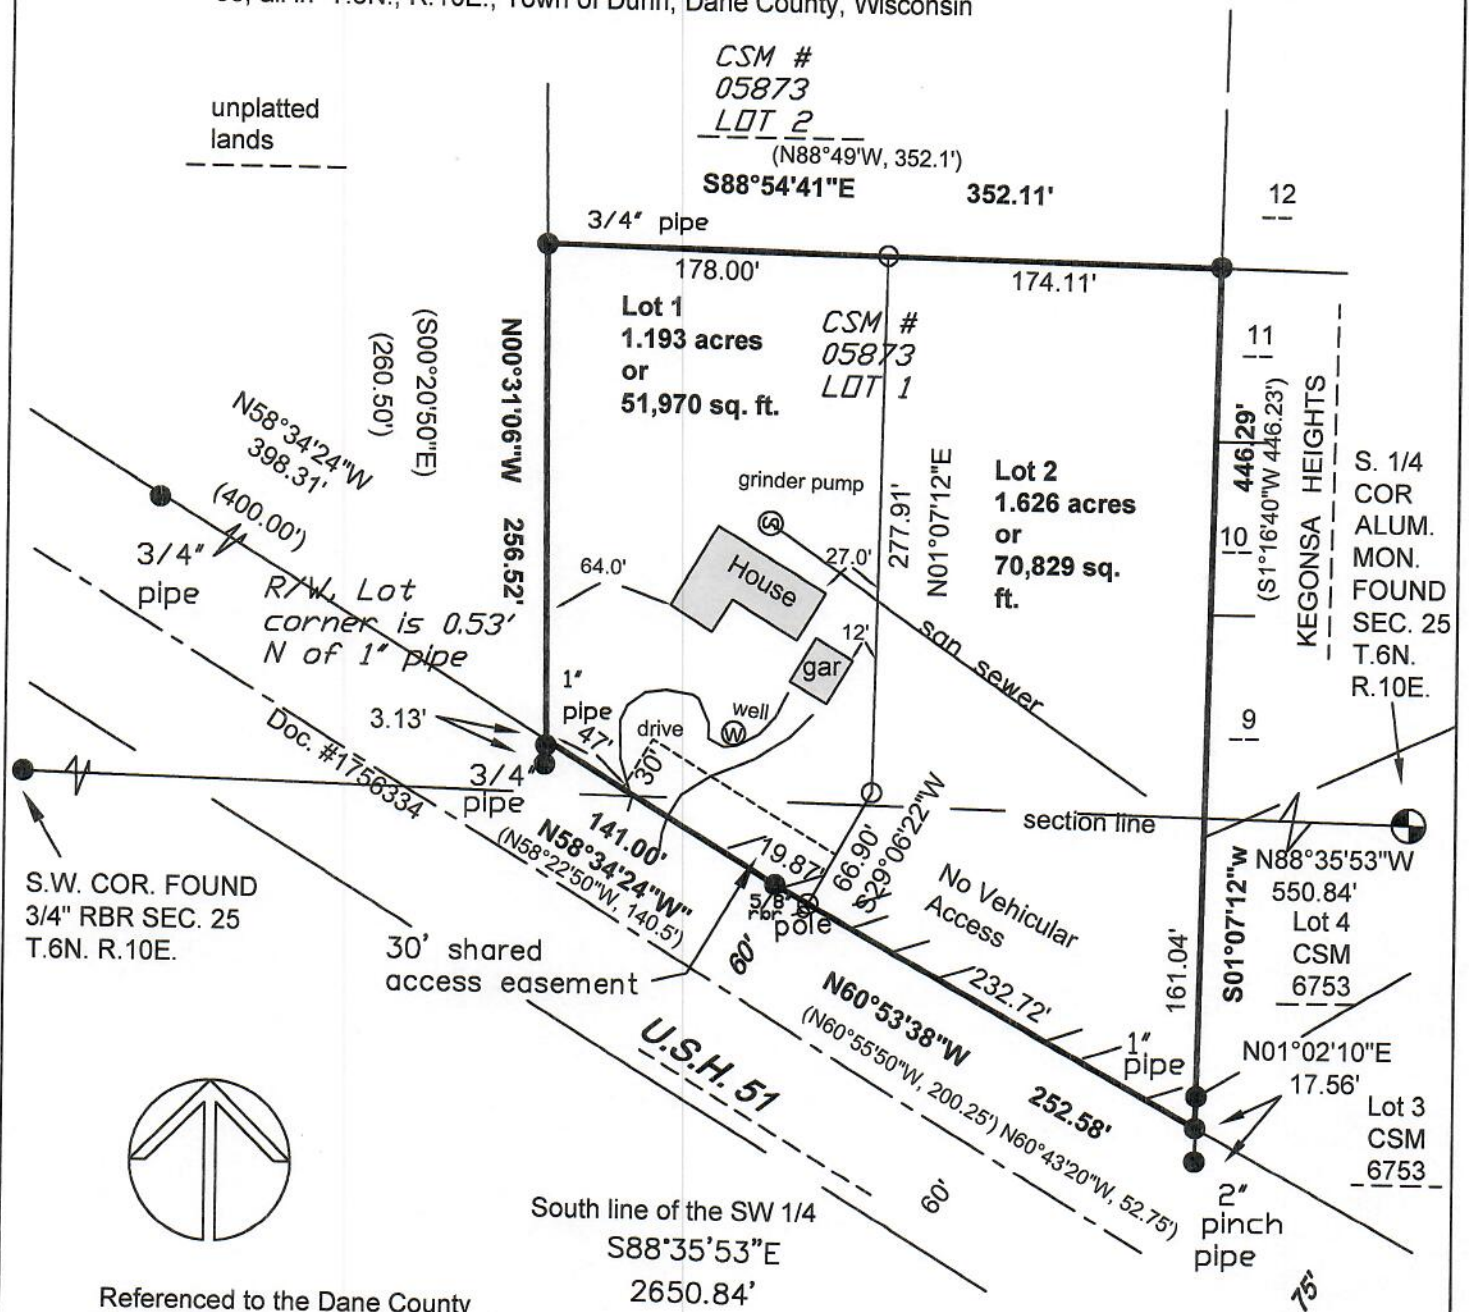 T.6N., R.10E., Town of Dunn, Dane County, Wisconsin
CSM #
05873
LOT 2
(N88°49'W, 352.1')
S88°54'41"E 352.11'
unplatted
lands
12
3/4" pipe
178.00'
174.11'
Lot 1
1.193 acres
or
51,970 sq. ft.
CSM #
05873
LOT 1
11
(S00°20'50"E)
(260.50')
N00°31'06"W 256.52'
N58°34'24"W
398.31'
(400.00')
3/4"
pipe
R/W, Lot
corner is 0.53'
N of 1" pipe
grinder pump
S
House
64.0'
27.0'
12'
gar
277.91'
N01°07'12"E
Lot 2
1.626 acres
or
70,829 sq.
ft.
san sewer
446.29'
(S1°16'40"W 446.23')
KEGONSA HEIGHTS
10
9
S. 1/4
COR
ALUM.
MON.
FOUND
SEC. 25
T.6N.
R.10E.
1"
pipe
47'
drive
30'
well
W
3.13'
3/4"
pipe
Doc. #1756334
141.00'
N58°34'24"W"
(N58°22'50"W, 140.5')
19.87'
5/8"
rbr
pole
66.90'
S29°06'22"W
section line
No Vehicular
Access
N88°35'53"W
550.84'
Lot 4
CSM
6753
S01°07'12"w
161.04'
S.W. COR. FOUND
3/4" RBR SEC. 25
T.6N. R.10E.
30' shared
access easement
60'
232.72'
N60°53'38"W 252.58'
(N60°55'50"W, 200.25') N60°43'20"W, 52.75')
1"
pipe
N01°02'10"E
17.56'
Lot 3
CSM
6753
U.S.H. 51
60'
2"
pinch
pipe
75'
South line of the SW 1/4
S88°35'53"E
2650.84'
Referenced to the Dane County